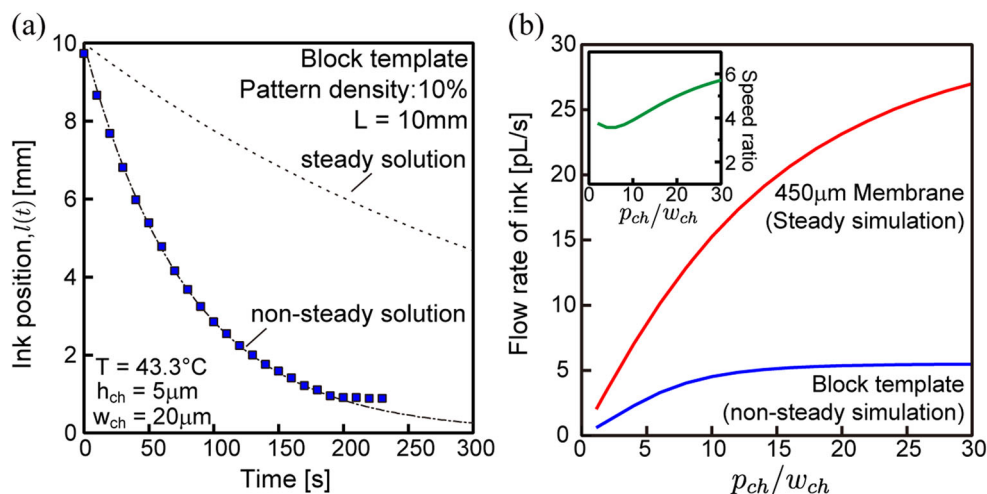 (a)
10
8
6
4
2
0
Ink position, l(t) [mm]
Block template
Pattern density:10%
L = 10mm
steady solution
non-steady solution
T = 43.3°C
h_ch = 5μm
w_ch = 20μm
0 50 100 150 200 250 300
Time [s]
(b)
30
25
20
15
10
5
0
Flow rate of ink [pL/s]
6
4
2
Speed ratio
0 10 20 30
p_ch/w_ch
450μm Membrane
(Steady simulation)
Block template
(non-steady simulation)
0 5 10 15 20 25 30
p_ch/w_ch